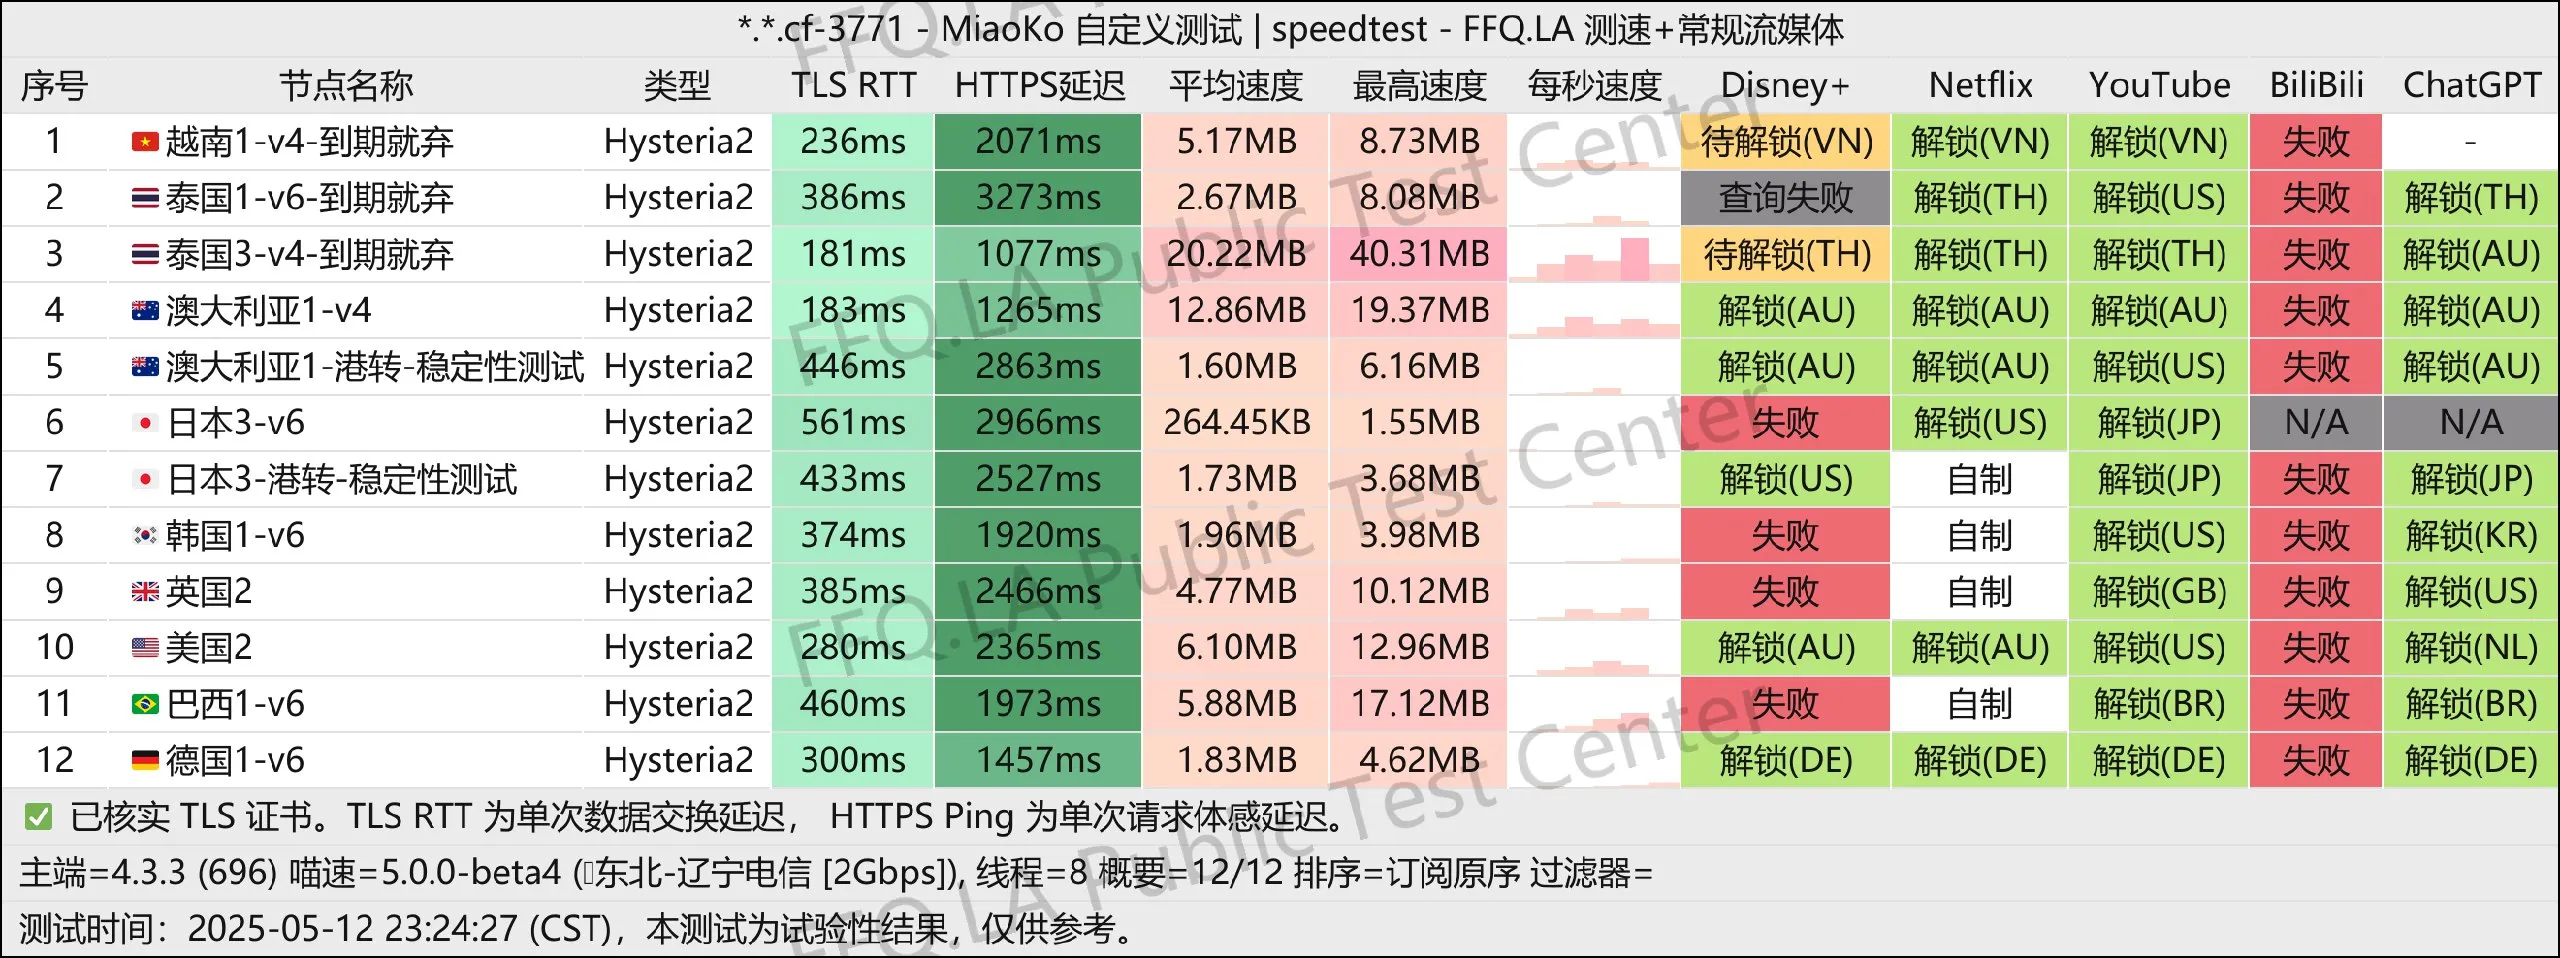 *.*.cf-3771 - MiaoKo 自定义测试 | speedtest - FFQ.LA 测速+常规流媒体
序号 节点名称 类型 TLS RTT HTTPS延迟 平均速度 最高速度 每秒速度 Disney+ Netflix YouTube BiliBili ChatGPT
1 越南1-v4-到期就弃 Hysteria2 236ms 2071ms 5.17MB 8.73MB 待解锁(VN) 解锁(VN) 解锁(VN) 失败 -
2 泰国1-v6-到期就弃 Hysteria2 386ms 3273ms 2.67MB 8.08MB 查询失败 解锁(TH) 解锁(US) 失败 解锁(TH)
3 泰国3-v4-到期就弃 Hysteria2 181ms 1077ms 20.22MB 40.31MB 待解锁(TH) 解锁(TH) 解锁(TH) 失败 解锁(AU)
4 澳大利亚1-v4 Hysteria2 183ms 1265ms 12.86MB 19.37MB 解锁(AU) 解锁(AU) 解锁(AU) 失败 解锁(AU)
5 澳大利亚1-港转-稳定性测试 Hysteria2 446ms 2863ms 1.60MB 6.16MB 解锁(AU) 解锁(AU) 解锁(US) 失败 解锁(AU)
6 日本3-v6 Hysteria2 561ms 2966ms 264.45KB 1.55MB 失败 解锁(US) 解锁(JP) N/A N/A
7 日本3-港转-稳定性测试 Hysteria2 433ms 2527ms 1.73MB 3.68MB 解锁(US) 自制 解锁(JP) 失败 解锁(JP)
8 韩国1-v6 Hysteria2 374ms 1920ms 1.96MB 3.98MB 失败 自制 解锁(US) 失败 解锁(KR)
9 英国2 Hysteria2 385ms 2466ms 4.77MB 10.12MB 失败 自制 解锁(GB) 失败 解锁(US)
10 美国2 Hysteria2 280ms 2365ms 6.10MB 12.96MB 解锁(AU) 解锁(AU) 解锁(US) 失败 解锁(NL)
11 巴西1-v6 Hysteria2 460ms 1973ms 5.88MB 17.12MB 失败 自制 解锁(BR) 失败 解锁(BR)
12 德国1-v6 Hysteria2 300ms 1457ms 1.83MB 4.62MB 解锁(DE) 解锁(DE) 解锁(DE) 失败 解锁(DE)
✅ 已核实 TLS 证书。TLS RTT 为单次数据交换延迟， HTTPS Ping 为单次请求体感延迟。
主端=4.3.3 (696) 喵速=5.0.0-beta4 (东北-辽宁电信 [2Gbps]), 线程=8 概要=12/12 排序=订阅原序 过滤器=
测试时间：2025-05-12 23:24:27 (CST)，本测试为试验性结果，仅供参考。
FFQ.LA Public Test Center
FFQ.LA Public Test Center
FFQ.LA Public Test Center